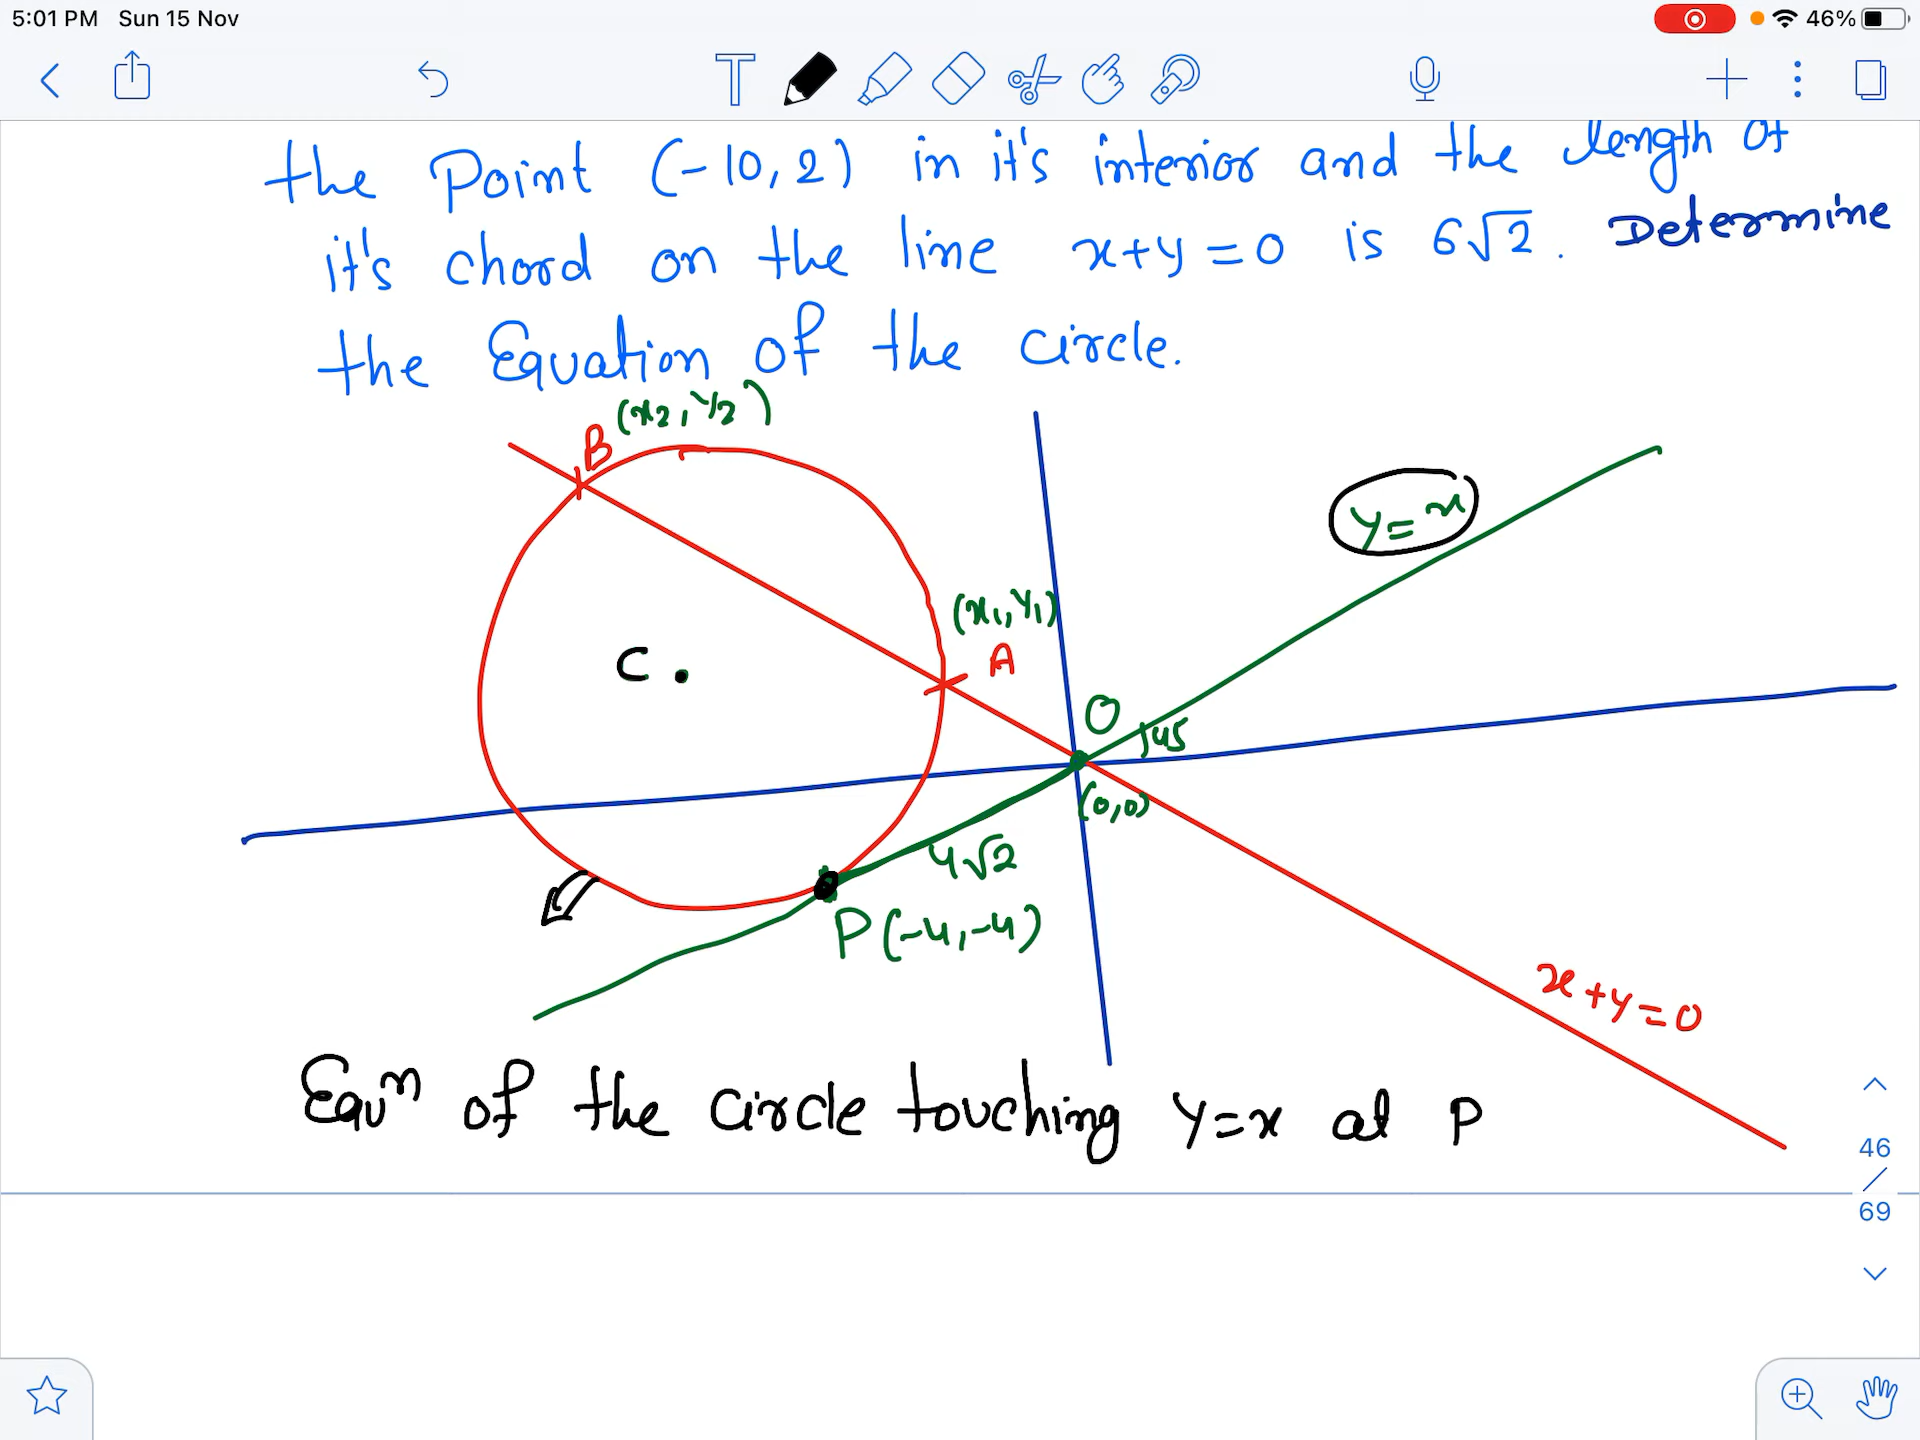 5:01 PM Sun 15 Nov
46%
T
the Point (-10,2) in it's interior and the length of
it's chord on the line x+y=0 is 6√2. Determine
the Equation of the circle.
B (x2,y2)
y=x
(x1,y1)
A
C .
O
45
(0,0)
4√2
P(-4,-4)
x+y=0
Equn of the circle touching y=x at P
46
/
69